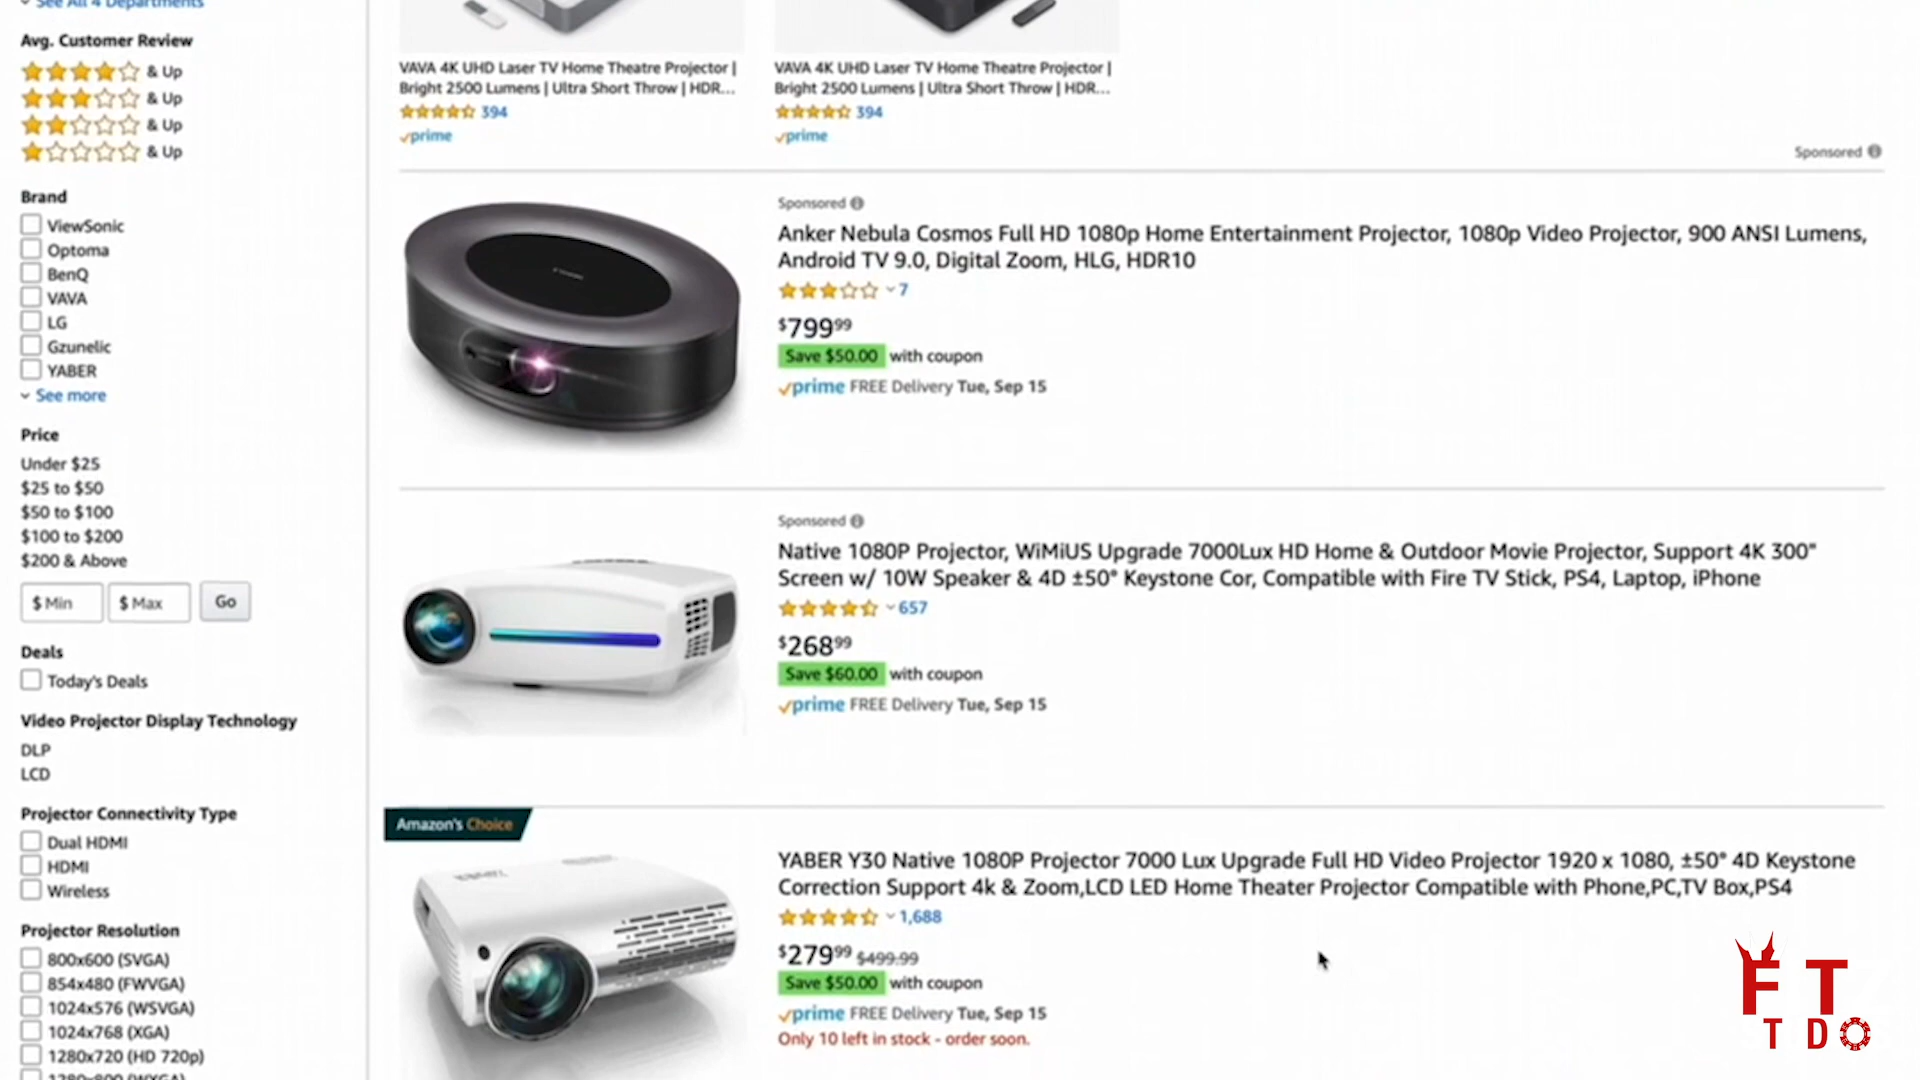 See All 4 Departments
Avg. Customer Review
& Up
& Up
& Up
& Up
Brand
ViewSonic
Optoma
BenQ
VAVA
LG
Gzunelic
YABER
See more
Price
Under $25
$25 to $50
$50 to $100
$100 to $200
$200 & Above
$ Min $ Max Go
Deals
Today's Deals
Video Projector Display Technology
DLP
LCD
Projector Connectivity Type
Dual HDMI
HDMI
Wireless
Projector Resolution
800x600 (SVGA)
854x480 (FWVGA)
1024x576 (WSVGA)
1024x768 (XGA)
1280x720 (HD 720p)
1280x800 (WXGA)
VAVA 4K UHD Laser TV Home Theatre Projector |
Bright 2500 Lumens | Ultra Short Throw | HDR...
394
prime
VAVA 4K UHD Laser TV Home Theatre Projector |
Bright 2500 Lumens | Ultra Short Throw | HDR...
394
prime
Sponsored
Sponsored
Anker Nebula Cosmos Full HD 1080p Home Entertainment Projector, 1080p Video Projector, 900 ANSI Lumens,
Android TV 9.0, Digital Zoom, HLG, HDR10
7
$79999
Save $50.00 with coupon
prime FREE Delivery Tue, Sep 15
Sponsored
Native 1080P Projector, WiMiUS Upgrade 7000Lux HD Home & Outdoor Movie Projector, Support 4K 300"
Screen w/ 10W Speaker & 4D ±50° Keystone Cor, Compatible with Fire TV Stick, PS4, Laptop, iPhone
657
$26899
Save $60.00 with coupon
prime FREE Delivery Tue, Sep 15
Amazon's Choice
YABER Y30 Native 1080P Projector 7000 Lux Upgrade Full HD Video Projector 1920 x 1080, ±50° 4D Keystone
Correction Support 4k & Zoom,LCD LED Home Theater Projector Compatible with Phone,PC,TV Box,PS4
1,688
$27999 $499.99
Save $50.00 with coupon
prime FREE Delivery Tue, Sep 15
Only 10 left in stock - order soon.
FT
TDO